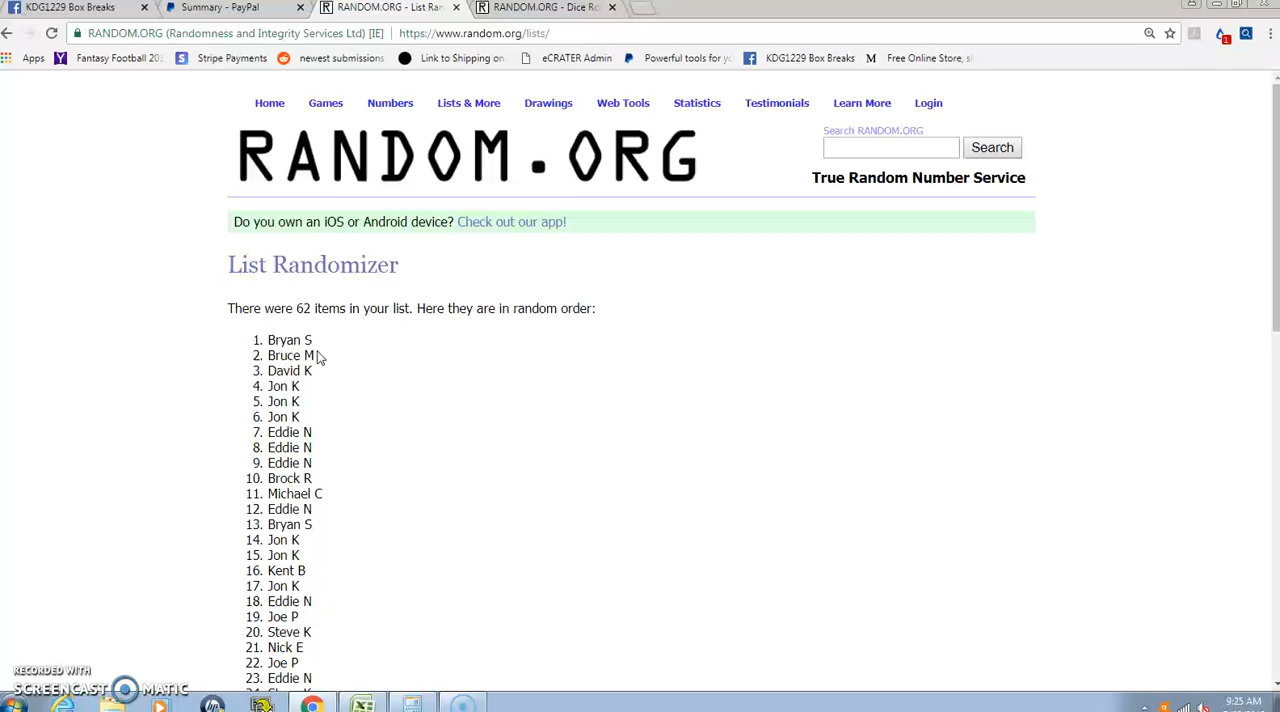 KDG1229 Box Breaks
Summary - PayPal
RANDOM.ORG - List Ran
RANDOM.ORG - Dice Ro
RANDOM.ORG (Randomness and Integrity Services Ltd) [IE]
https://www.random.org/lists/
Apps
Fantasy Football 20
Stripe Payments
newest submissions
Link to Shipping on
eCRATER Admin
Powerful tools for yo
KDG1229 Box Breaks
Free Online Store, s
Home
Games
Numbers
Lists & More
Drawings
Web Tools
Statistics
Testimonials
Learn More
Login
RANDOM.ORG
Search RANDOM.ORG
Search
True Random Number Service
Do you own an iOS or Android device? Check out our app!
List Randomizer
There were 62 items in your list. Here they are in random order:
1. Bryan S
2. Bruce M
3. David K
4. Jon K
5. Jon K
6. Jon K
7. Eddie N
8. Eddie N
9. Eddie N
10. Brock R
11. Michael C
12. Eddie N
13. Bryan S
14. Jon K
15. Jon K
16. Kent B
17. Jon K
18. Eddie N
19. Joe P
20. Steve K
21. Nick E
22. Joe P
23. Eddie N
RECORDED WITH
SCREENCAST MATIC
9:25 AM